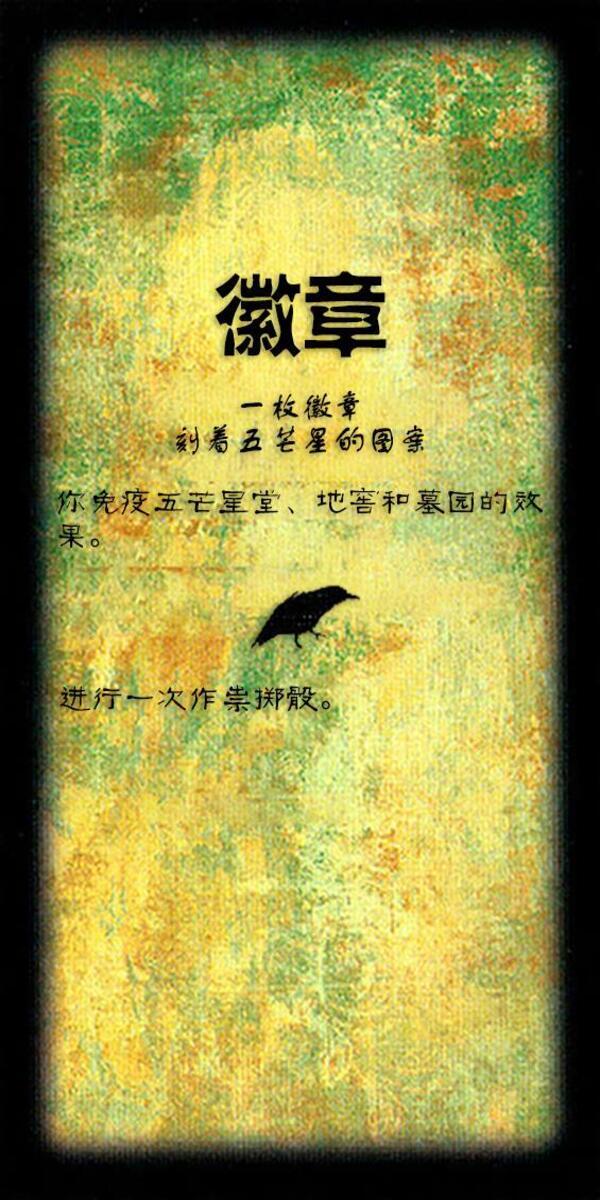 徽章
一枚徽章
刻着五芒星的图案
你免疫五芒星堂、地窖和墓园的效
果。
进行一次作祟掷骰。